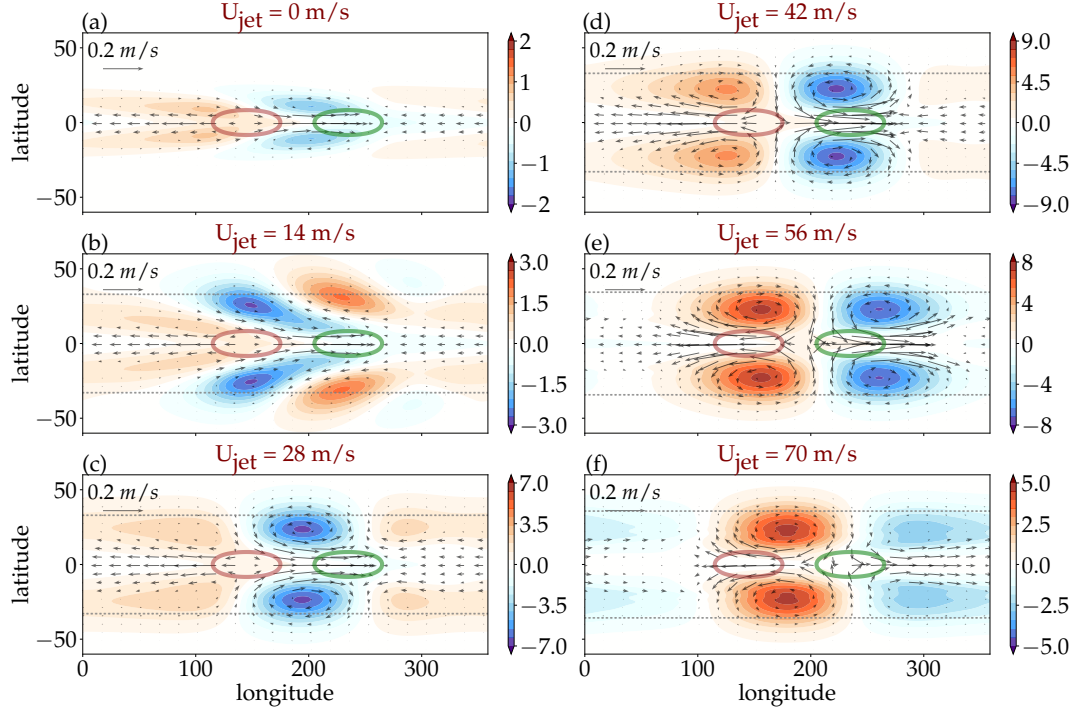 (a) U_jet = 0 m/s
0.2 m/s
latitude
50
0
−50
2
1
0
−1
−2
(b) U_jet = 14 m/s
0.2 m/s
latitude
50
0
−50
3.0
1.5
0.0
−1.5
−3.0
(c) U_jet = 28 m/s
0.2 m/s
latitude
50
0
−50
0 100 200 300
longitude
7.0
3.5
0.0
−3.5
−7.0
(d) U_jet = 42 m/s
0.2 m/s
9.0
4.5
0.0
−4.5
−9.0
(e) U_jet = 56 m/s
0.2 m/s
8
4
0
−4
−8
(f) U_jet = 70 m/s
0.2 m/s
0 100 200 300
longitude
5.0
2.5
0.0
−2.5
−5.0